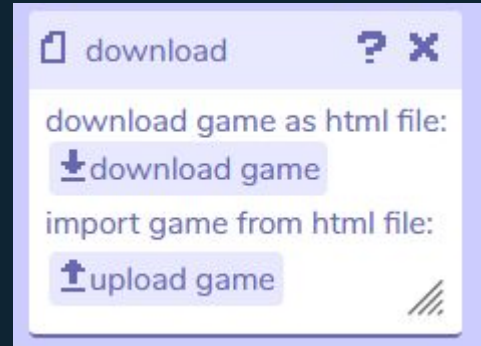 download ? X
download game as html file:
download game
import game from html file:
upload game